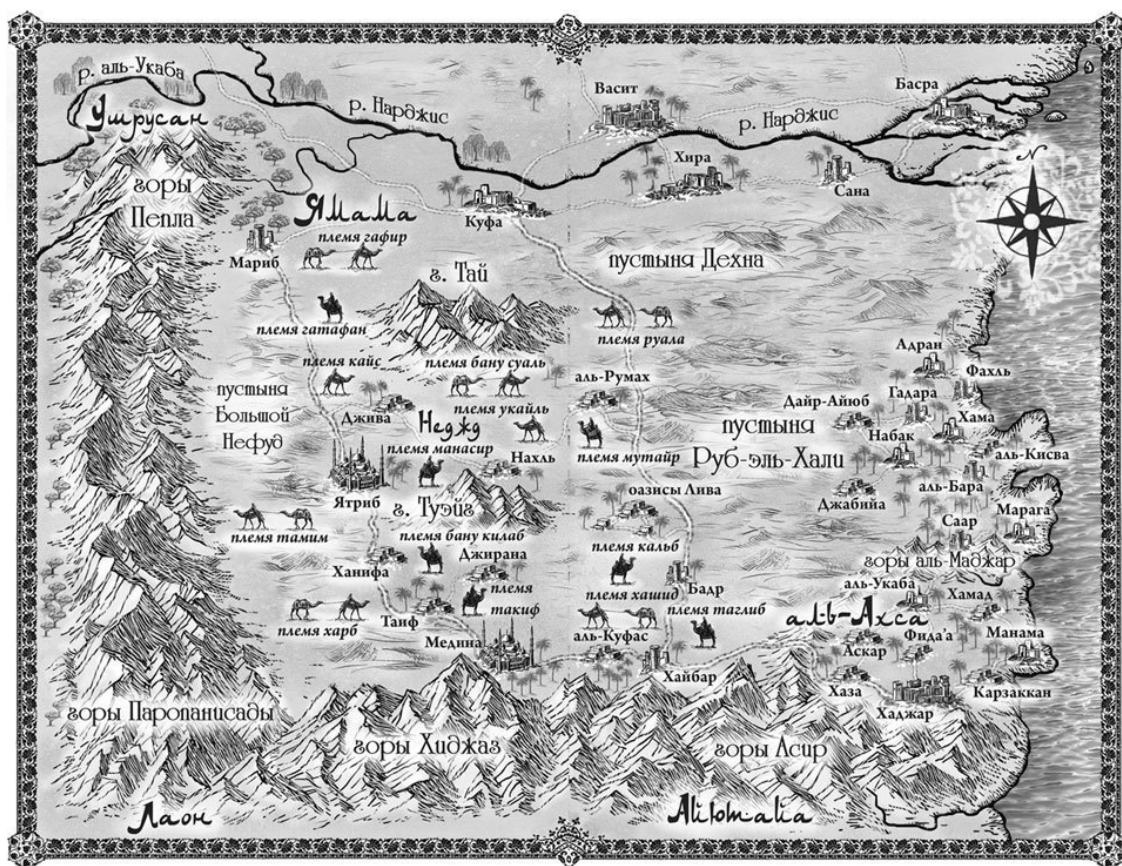 р. аль-Укаба
Ушрусан
р. Нарджис
Васит
р. Нарджис
Басра
горы
Пепла
Хира
Сана
Куфа
N
Ямама
племя гафир
Мариб
г. Тай
пустыня Дехна
племя гатафан
племя руала
племя кайс
племя бану суаль
аль-Румах
Адран
Фахль
пустыня
Большой
Нефуд
Джива
племя укайль
Дайр-Айюб
Гадара
Хама
Неджд
племя манасир
Нахль
племя мутайр
пустыня
Руб-эль-Хали
Набак
аль-Кисва
Ятриб
г. Туэйг
оазисы Лива
Джабийа
аль-Бара
племя тамим
племя бану килаб
Саар
Марага
Ханифа
Джирана
племя кальб
горы аль-Маджар
племя
такиф
племя хашид
Бадр
аль-Укаба
Хамад
племя харб
Таиф
племя таглиб
аль-Ахса
Медина
аль-Куфас
Фида'а
Манама
Аскар
Хайбар
Хаза
Карзаккан
Хаджар
горы Паропанисады
горы Хиджаз
горы Асир
Лаон
Айютайа